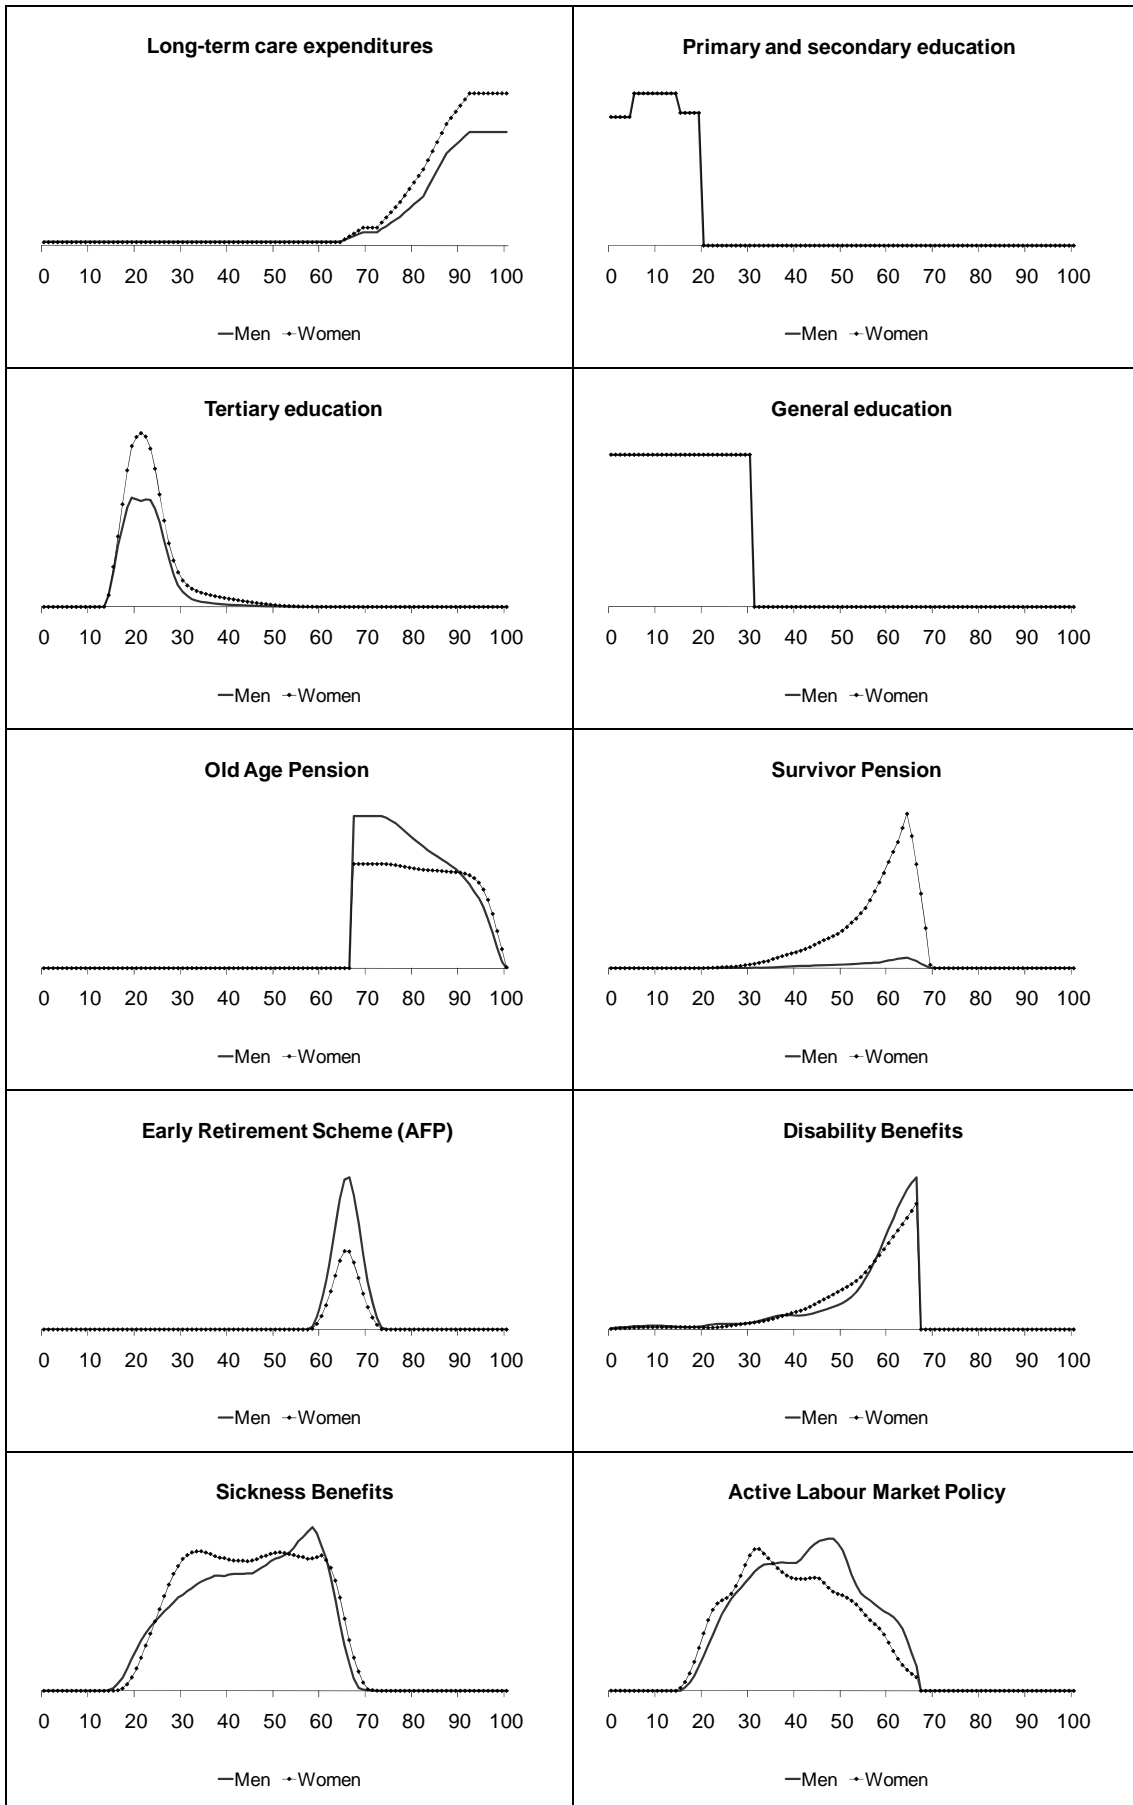 Long-term care expenditures
0 10 20 30 40 50 60 70 80 90 100
Men Women
Primary and secondary education
0 10 20 30 40 50 60 70 80 90 100
Men Women
Tertiary education
0 10 20 30 40 50 60 70 80 90 100
Men Women
General education
0 10 20 30 40 50 60 70 80 90 100
Men Women
Old Age Pension
0 10 20 30 40 50 60 70 80 90 100
Men Women
Survivor Pension
0 10 20 30 40 50 60 70 80 90 100
Men Women
Early Retirement Scheme (AFP)
0 10 20 30 40 50 60 70 80 90 100
Men Women
Disability Benefits
0 10 20 30 40 50 60 70 80 90 100
Men Women
Sickness Benefits
0 10 20 30 40 50 60 70 80 90 100
Men Women
Active Labour Market Policy
0 10 20 30 40 50 60 70 80 90 100
Men Women